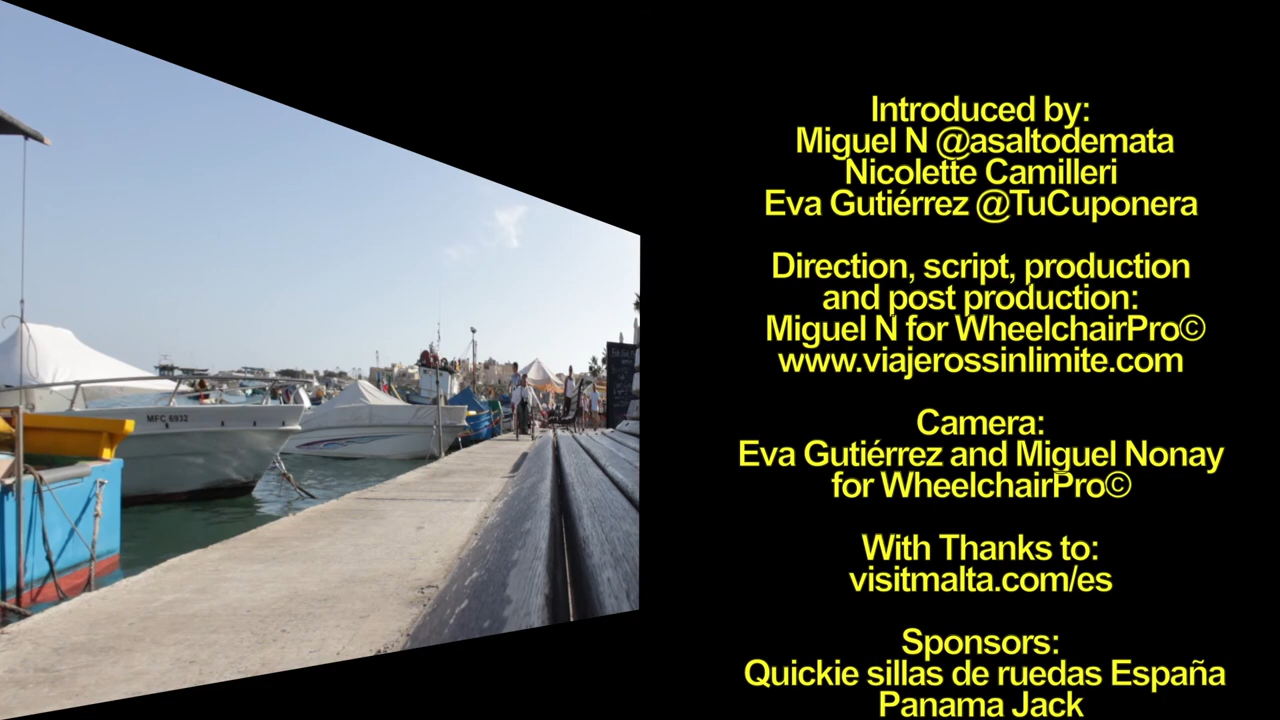 MFC 6932
Introduced by:
Miguel N @asaltodemata
Nicolette Camilleri
Eva Gutiérrez @TuCuponera
Direction, script, production
and post production:
Miguel N for WheelchairPro©
www.viajerossinlimite.com
Camera:
Eva Gutiérrez and Miguel Nonay
for WheelchairPro©
With Thanks to:
visitmalta.com/es
Sponsors:
Quickie sillas de ruedas España
Panama Jack